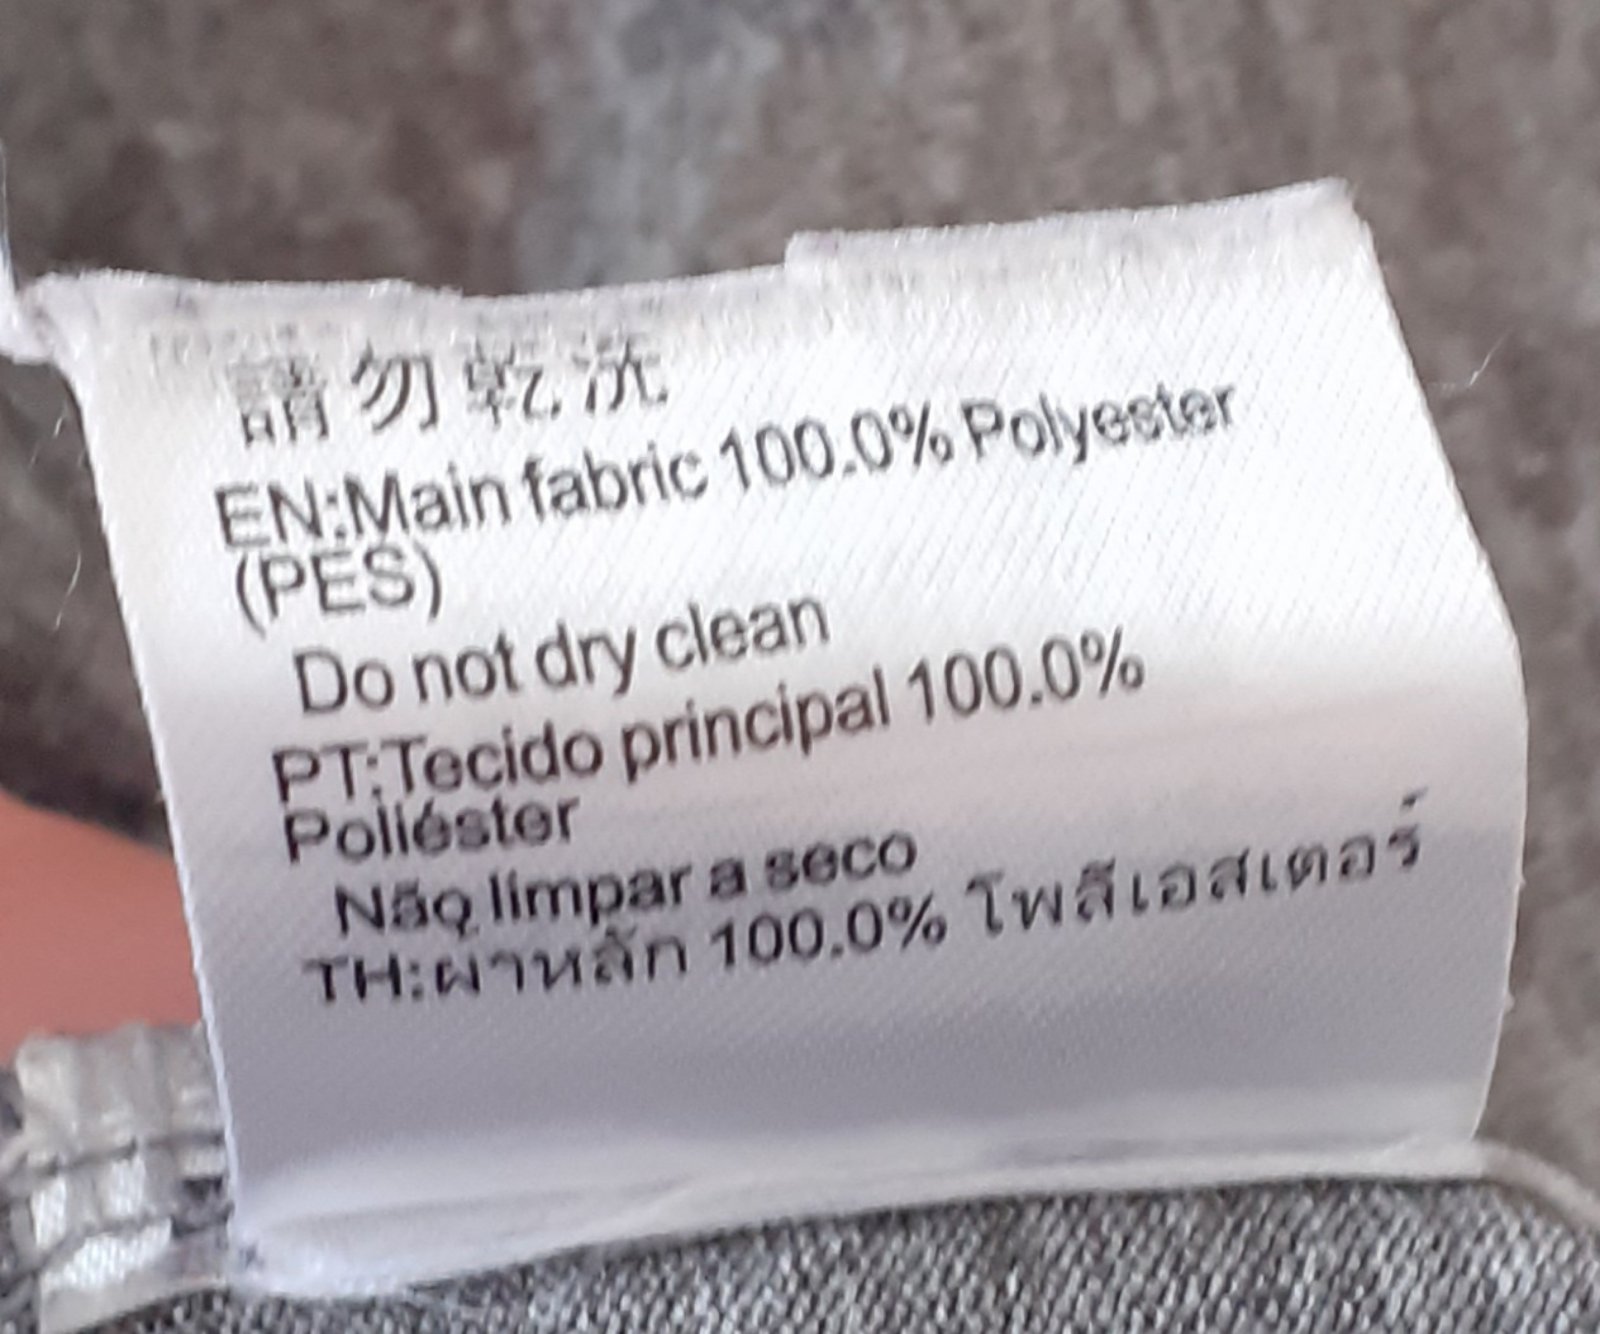 請勿乾洗
EN:Main fabric 100.0% Polyester
(PES)
Do not dry clean
PT:Tecido principal 100.0%
Poliéster
Não limpar a seco
TH:ผ้าหลัก 100.0% โพลีเอสเตอร์